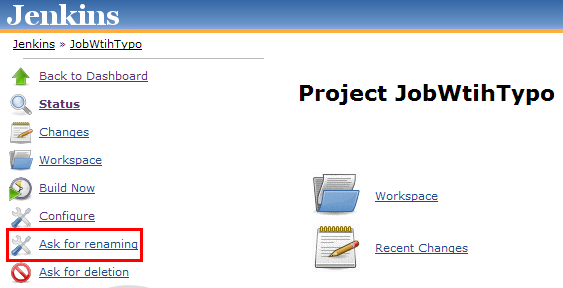 Jenkins
Jenkins » JobWtihTypo
Back to Dashboard
Status
Changes
Workspace
Build Now
Configure
Ask for renaming
Ask for deletion
Project JobWtihTypo
Workspace
Recent Changes